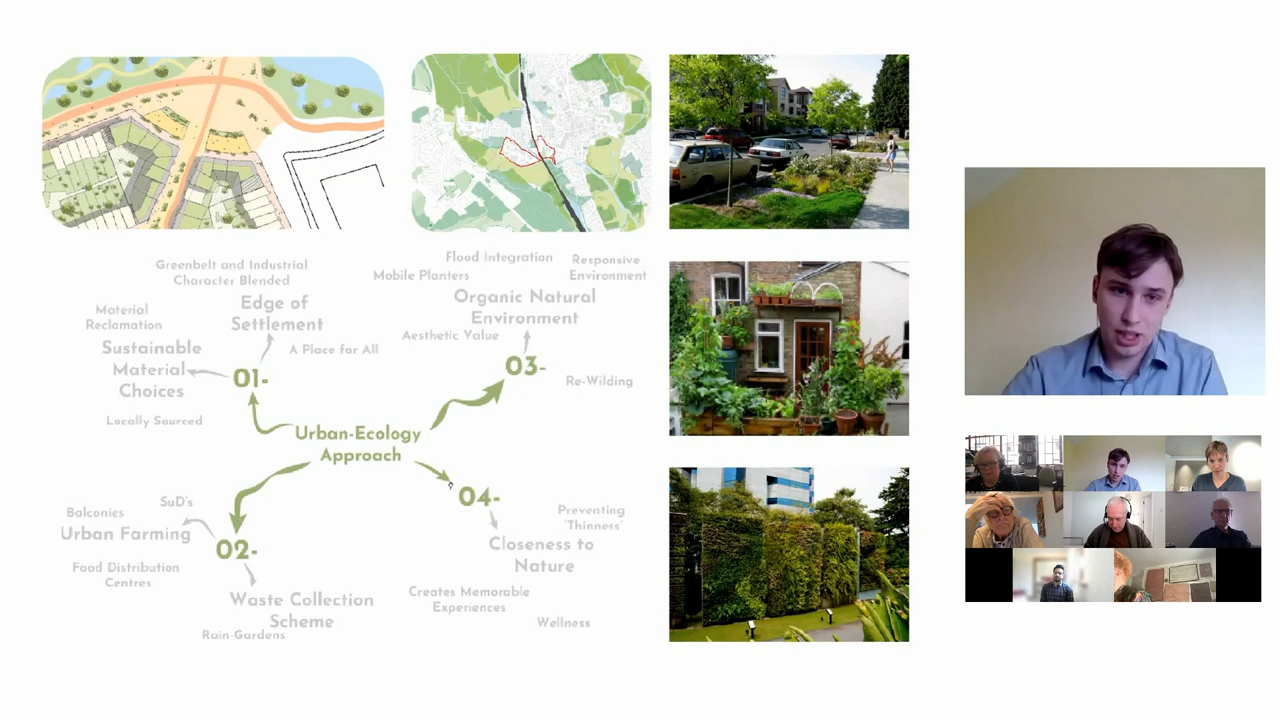 Greenbelt and Industrial
Character Blended
Material
Reclamation
Edge of
Settlement
A Place for All
Sustainable
Material
Choices
01-
Locally Sourced
Flood Integration
Mobile Planters
Responsive
Environment
Organic Natural
Environment
Aesthetic Value
03-
Re-Wilding
Urban-Ecology
Approach
SuD's
Balconies
Urban Farming
02-
Food Distribution
Centres
Waste Collection
Scheme
Rain-Gardens
04-
Preventing
'Thinness'
Closeness to
Nature
Creates Memorable
Experiences
Wellness